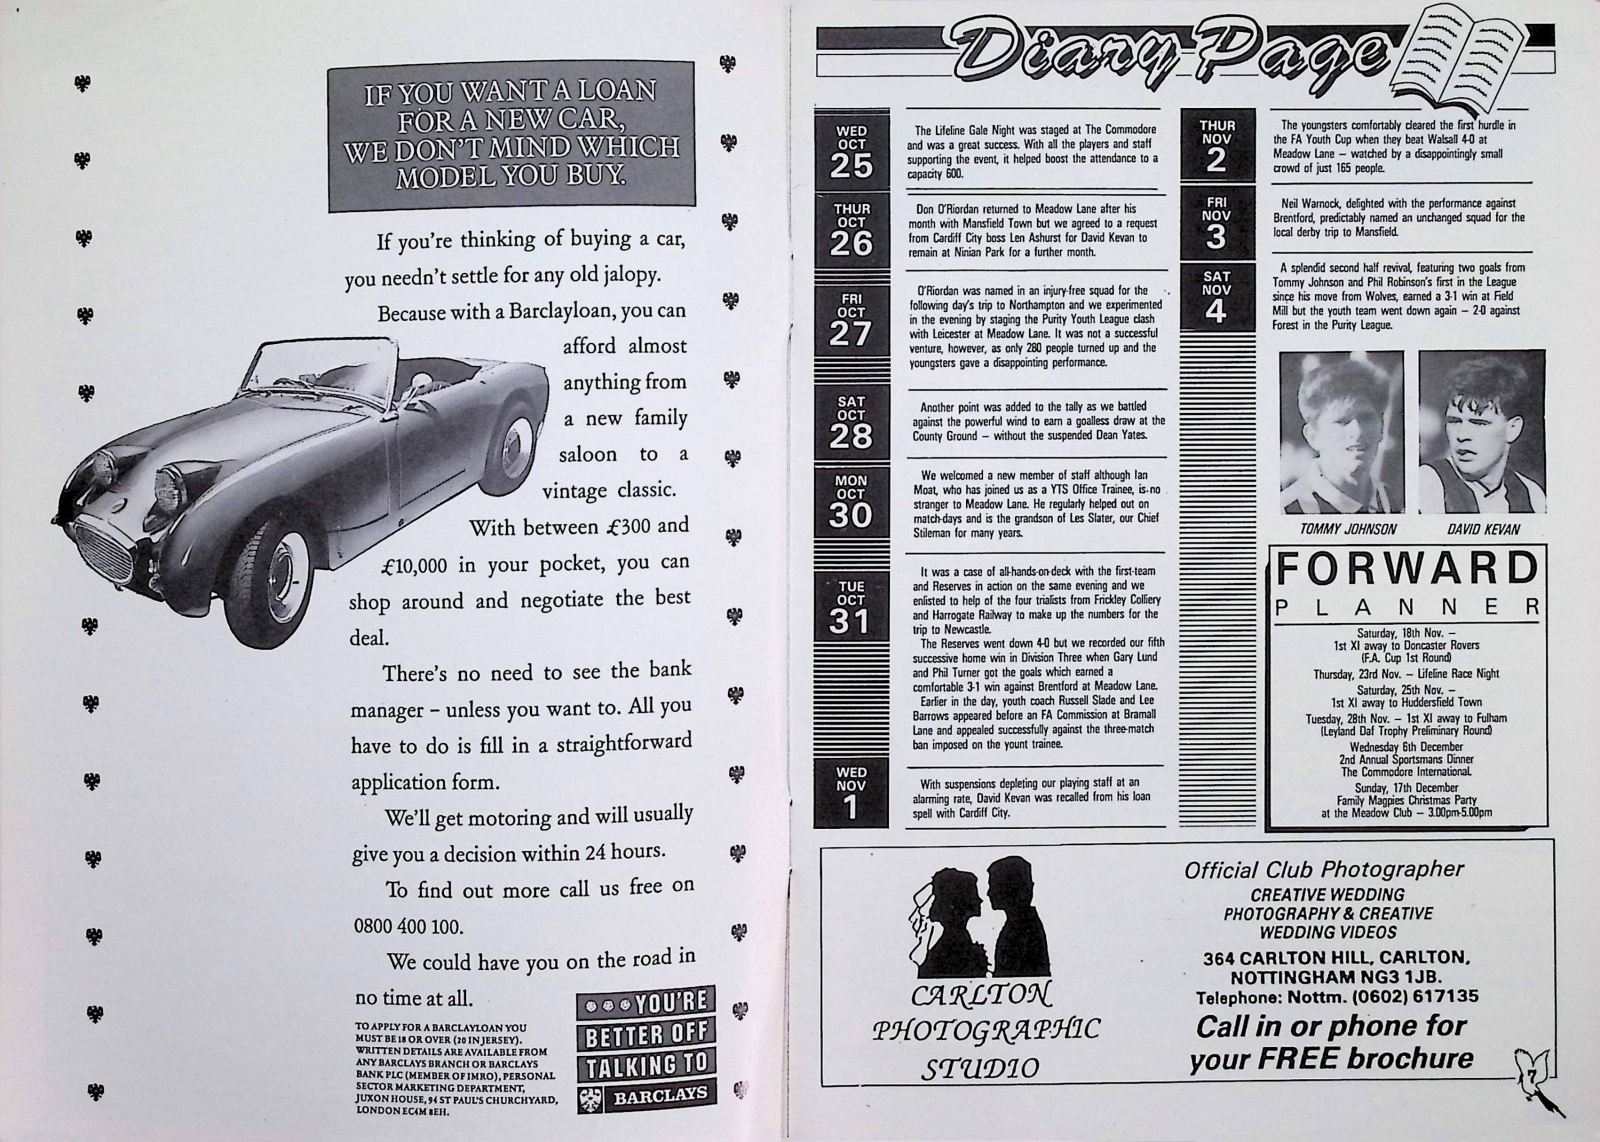 IF YOU WANT A LOAN
FOR A NEW CAR,
WE DON'T MIND WHICH
MODEL YOU BUY.
If you're thinking of buying a car,
you needn't settle for any old jalopy.
Because with a Barclayloan, you can
afford almost
anything from
a new family
saloon to a
vintage classic.
With between £300 and
£10,000 in your pocket, you can
shop around and negotiate the best
deal.
There's no need to see the bank
manager – unless you want to. All you
have to do is fill in a straightforward
application form.
We'll get motoring and will usually
give you a decision within 24 hours.
To find out more call us free on
0800 400 100.
We could have you on the road in
no time at all.
TO APPLY FOR A BARCLAYLOAN YOU
MUST BE 18 OR OVER (20 IN JERSEY).
WRITTEN DETAILS ARE AVAILABLE FROM
ANY BARCLAYS BRANCH OR BARCLAYS
BANK PLC (MEMBER OF IMRO), PERSONAL
SECTOR MARKETING DEPARTMENT,
JUXON HOUSE, 94 ST PAUL'S CHURCHYARD,
LONDON EC4M 8EH.
YOU'RE
BETTER OFF
TALKING TO
BARCLAYS
Diary Page
WED
OCT
25
The Lifeline Gale Night was staged at The Commodore
and was a great success. With all the players and staff
supporting the event, it helped boost the attendance to a
capacity 600.
THUR
OCT
26
Don O'Riordan returned to Meadow Lane after his
month with Mansfield Town but we agreed to a request
from Cardiff City boss Len Ashurst for David Kevan to
remain at Ninian Park for a further month.
FRI
OCT
27
O'Riordan was named in an injury-free squad for the
following day's trip to Northampton and we experimented
in the evening by staging the Purity Youth League clash
with Leicester at Meadow Lane. It was not a successful
venture, however, as only 280 people turned up and the
youngsters gave a disappointing performance.
SAT
OCT
28
Another point was added to the tally as we battled
against the powerful wind to earn a goalless draw at the
County Ground – without the suspended Dean Yates.
MON
OCT
30
We welcomed a new member of staff although Ian
Moat, who has joined us as a YTS Office Trainee, is no
stranger to Meadow Lane. He regularly helped out on
match-days and is the grandson of Les Slater, our Chief
Stileman for many years.
TUE
OCT
31
It was a case of all-hands-on-deck with the first-team
and Reserves in action on the same evening and we
enlisted to help of the four trialists from Frickley Colliery
and Harrogate Railway to make up the numbers for the
trip to Newcastle.
The Reserves went down 4-0 but we recorded our fifth
successive home win in Division Three when Gary Lund
and Phil Turner got the goals which earned a
comfortable 3-1 win against Brentford at Meadow Lane.
Earlier in the day, youth coach Russell Slade and Lee
Barrows appeared before an FA Commission at Bramall
Lane and appealed successfully against the three-match
ban imposed on the yount trainee.
WED
NOV
1
With suspensions depleting our playing staff at an
alarming rate, David Kevan was recalled from his loan
spell with Cardiff City.
THUR
NOV
2
The youngsters comfortably cleared the first hurdle in
the FA Youth Cup when they beat Walsall 4-0 at
Meadow Lane – watched by a disappointingly small
crowd of just 165 people.
FRI
NOV
3
Neil Warnock, delighted with the performance against
Brentford, predictably named an unchanged squad for the
local derby trip to Mansfield.
SAT
NOV
4
A splendid second half revival, featuring two goals from
Tommy Johnson and Phil Robinson's first in the League
since his move from Wolves, earned a 3-1 win at Field
Mill but the youth team went down again – 2-0 against
Forest in the Purity League.
TOMMY JOHNSON DAVID KEVAN
FORWARD
PLANNER
Saturday, 18th Nov. –
1st XI away to Doncaster Rovers
(F.A. Cup 1st Round)
Thursday, 23rd Nov. – Lifeline Race Night
Saturday, 25th Nov. –
1st XI away to Huddersfield Town
Tuesday, 28th Nov. – 1st XI away to Fulham
(Leyland Daf Trophy Preliminary Round)
Wednesday 6th December
2nd Annual Sportsmans Dinner
The Commodore International.
Sunday, 17th December
Family Magpies Christmas Party
at the Meadow Club – 3.00pm-5.00pm
CARLTON
PHOTOGRAPHIC
STUDIO
Official Club Photographer
CREATIVE WEDDING
PHOTOGRAPHY & CREATIVE
WEDDING VIDEOS
364 CARLTON HILL, CARLTON,
NOTTINGHAM NG3 1JB.
Telephone: Nottm. (0602) 617135
Call in or phone for
your FREE brochure
7